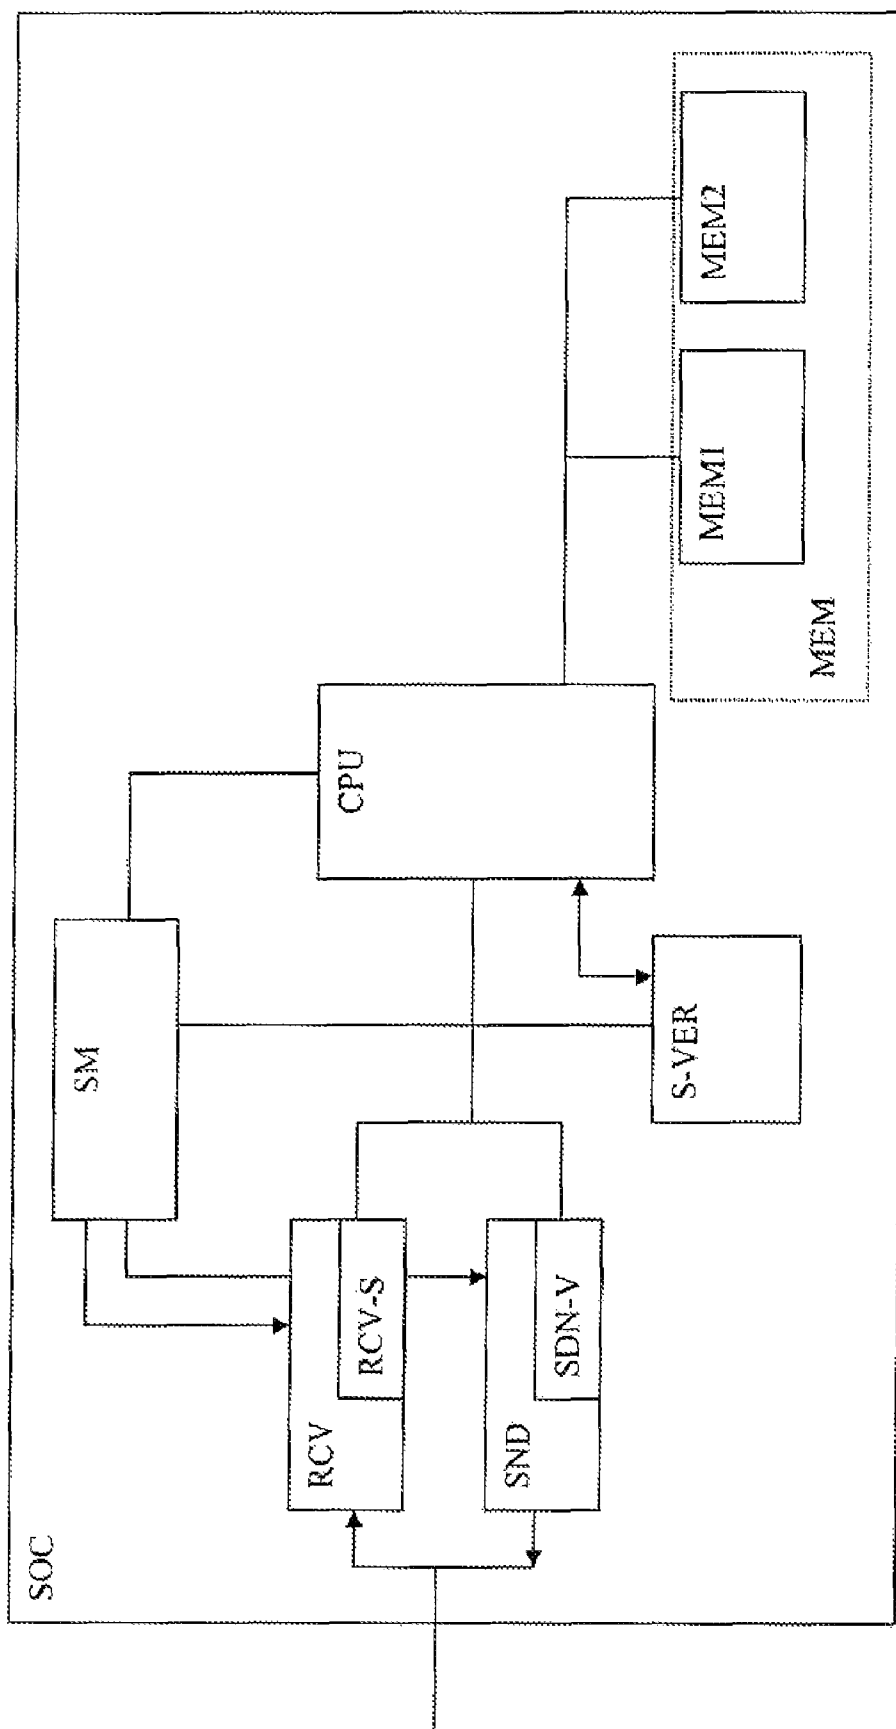 SOC
SM
RCV
RCV-S
SND
SDN-V
CPU
S-VER
MEM1
MEM2
MEM